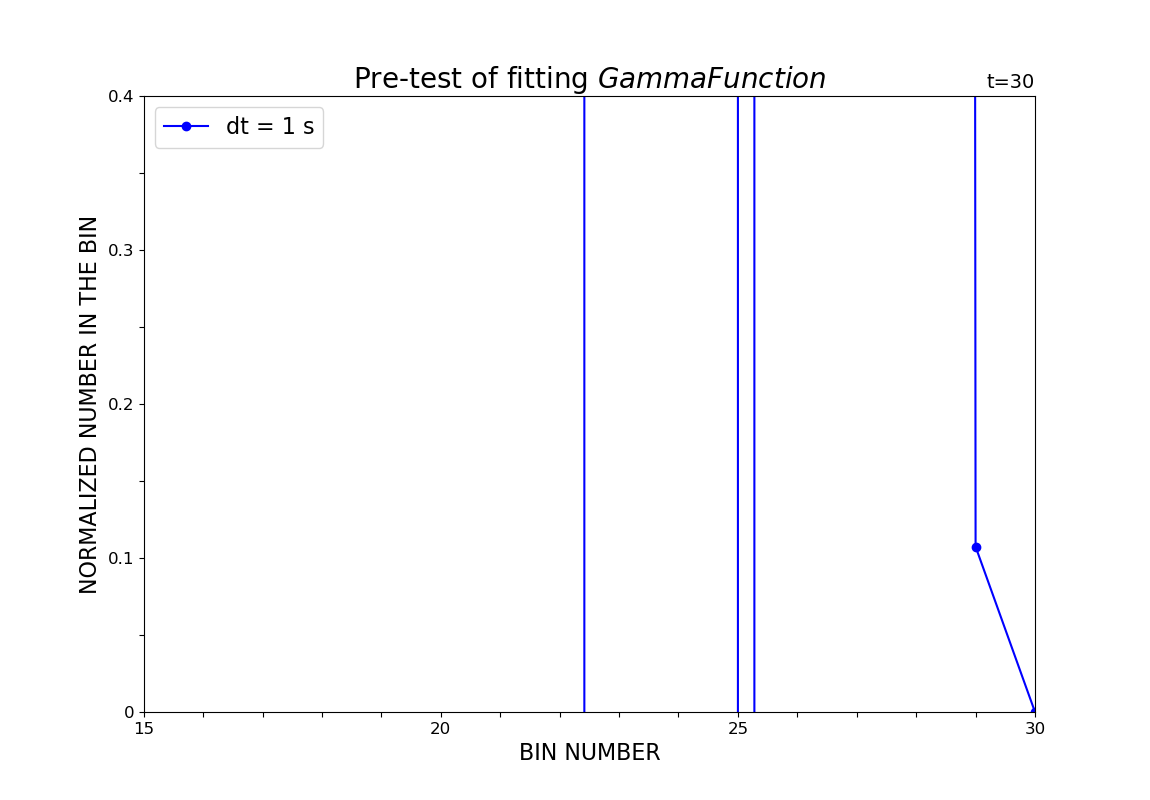 Pre-test of fitting GammaFunction
t=30
dt = 1 s
NORMALIZED NUMBER IN THE BIN
0.4
0.3
0.2
0.1
0
15
20
25
30
BIN NUMBER